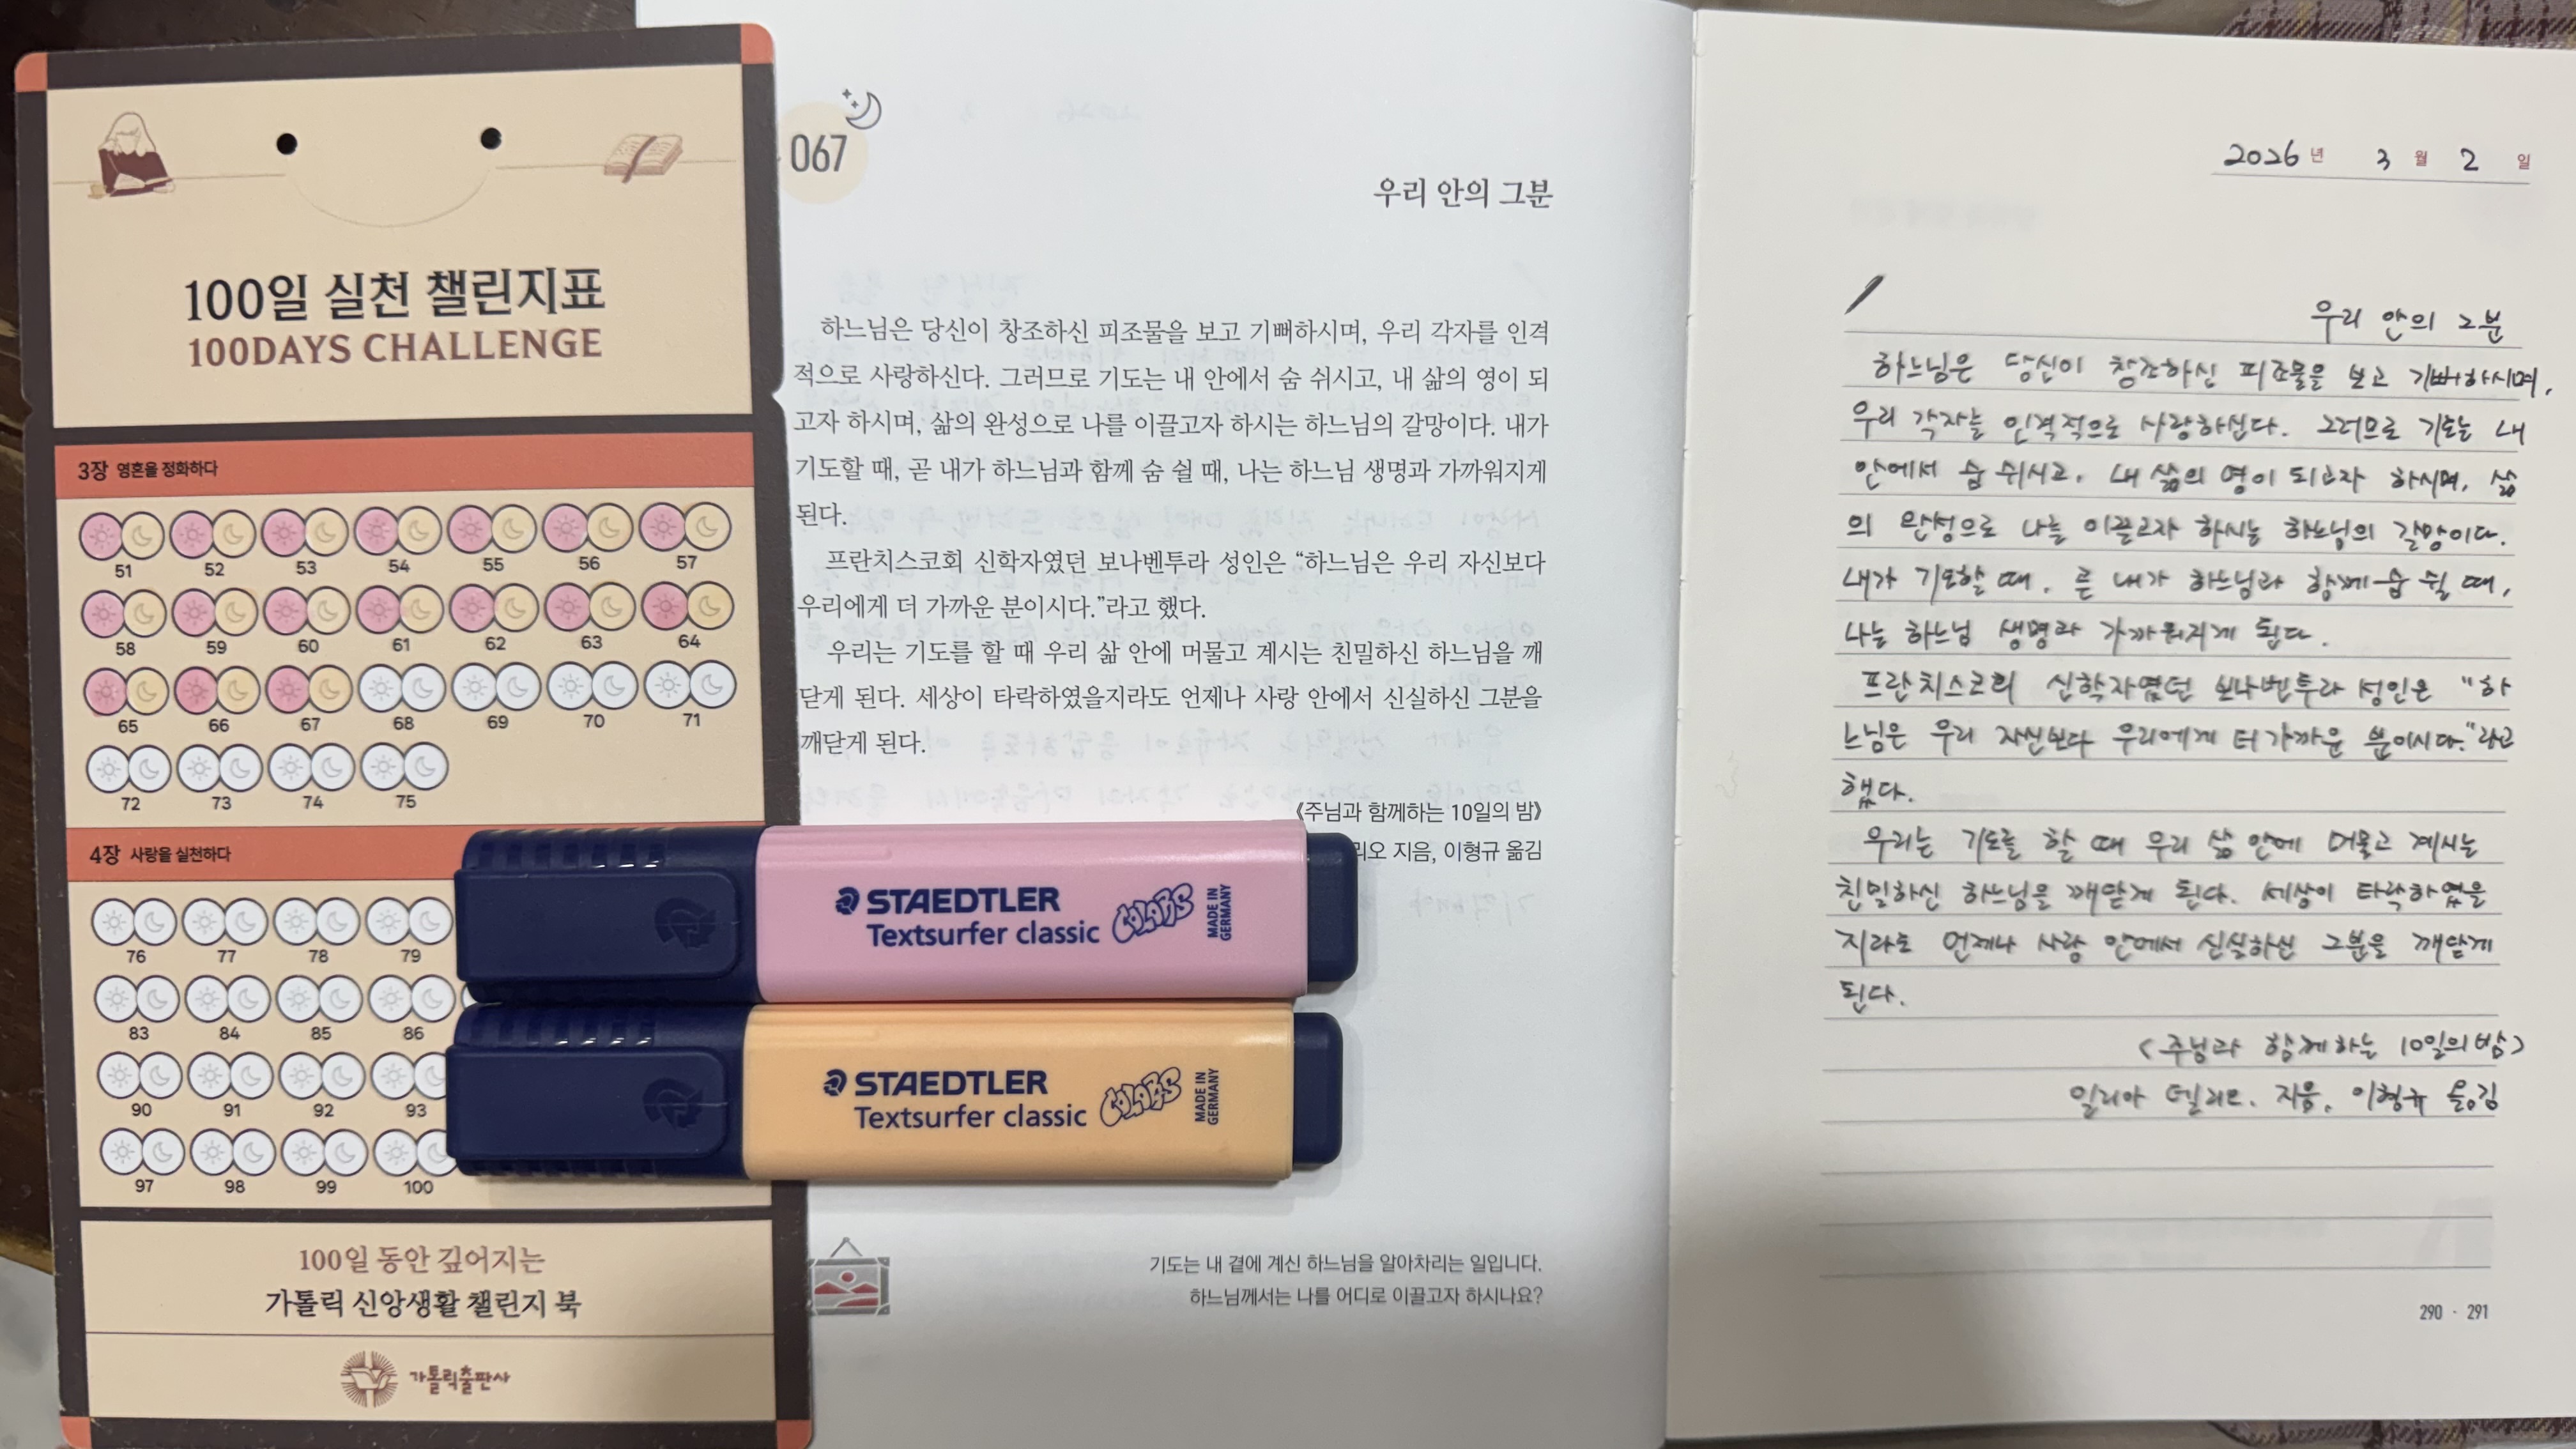 100일 실천 챌린지표
100DAYS CHALLENGE
3장 영혼을 정화하다
51 52 53 54 55 56 57
58 59 60 61 62 63 64
65 66 67 68 69 70 71
72 73 74 75
4장 사랑을 실천하다
76 77 78 79
83 84 85 86
90 91 92 93
97 98 99 100
100일 동안 깊어지는
가톨릭 신앙생활 챌린지 북
가톨릭출판사
067
우리 안의 그분
하느님은 당신이 창조하신 피조물을 보고 기뻐하시며, 우리 각자를 인격
적으로 사랑하신다. 그러므로 기도는 내 안에서 숨 쉬시고, 내 삶의 영이 되
고자 하시며, 삶의 완성으로 나를 이끌고자 하시는 하느님의 갈망이다. 내가
기도할 때, 곧 내가 하느님과 함께 숨 쉴 때, 나는 하느님 생명과 가까워지게
된다.
프란치스코회 신학자였던 보나벤투라 성인은 “하느님은 우리 자신보다
우리에게 더 가까운 분이시다.”라고 했다.
우리는 기도를 할 때 우리 삶 안에 머물고 계시는 친밀하신 하느님을 깨
닫게 된다. 세상이 타락하였을지라도 언제나 사랑 안에서 신실하신 그분을
깨닫게 된다.
《주님과 함께하는 10일의 밤》
리오 지음, 이형규 옮김
STAEDTLER
Textsurfer classic COLORS MADE IN GERMANY
STAEDTLER
Textsurfer classic COLORS MADE IN GERMANY
기도는 내 곁에 계신 하느님을 알아차리는 일입니다.
하느님께서는 나를 어디로 이끌고자 하시나요?
2026년 3월 2일
우리 안의 그분
하느님은 당신이 창조하신 피조물을 보고 기뻐하시며,
우리 각자를 인격적으로 사랑하신다. 그러므로 기도는 내
안에서 숨 쉬시고, 내 삶의 영이 되고자 하시며, 삶
의 완성으로 나를 이끌고자 하시는 하느님의 갈망이다.
내가 기도할 때, 곧 내가 하느님과 함께 숨 쉴 때,
나는 하느님 생명과 가까워지게 된다.
프란치스코회 신학자였던 보나벤투라 성인은 "하
느님은 우리 자신보다 우리에게 더 가까운 분이시다."라고
했다.
우리는 기도를 할 때 우리 삶 안에 머물고 계시는
친밀하신 하느님을 깨닫게 된다. 세상이 타락하였을
지라도 언제나 사랑 안에서 신실하신 그분을 깨닫게
된다.
<주님과 함께하는 10일의 밤>
일리아 델리오. 지음, 이형규 옮김
290 · 291